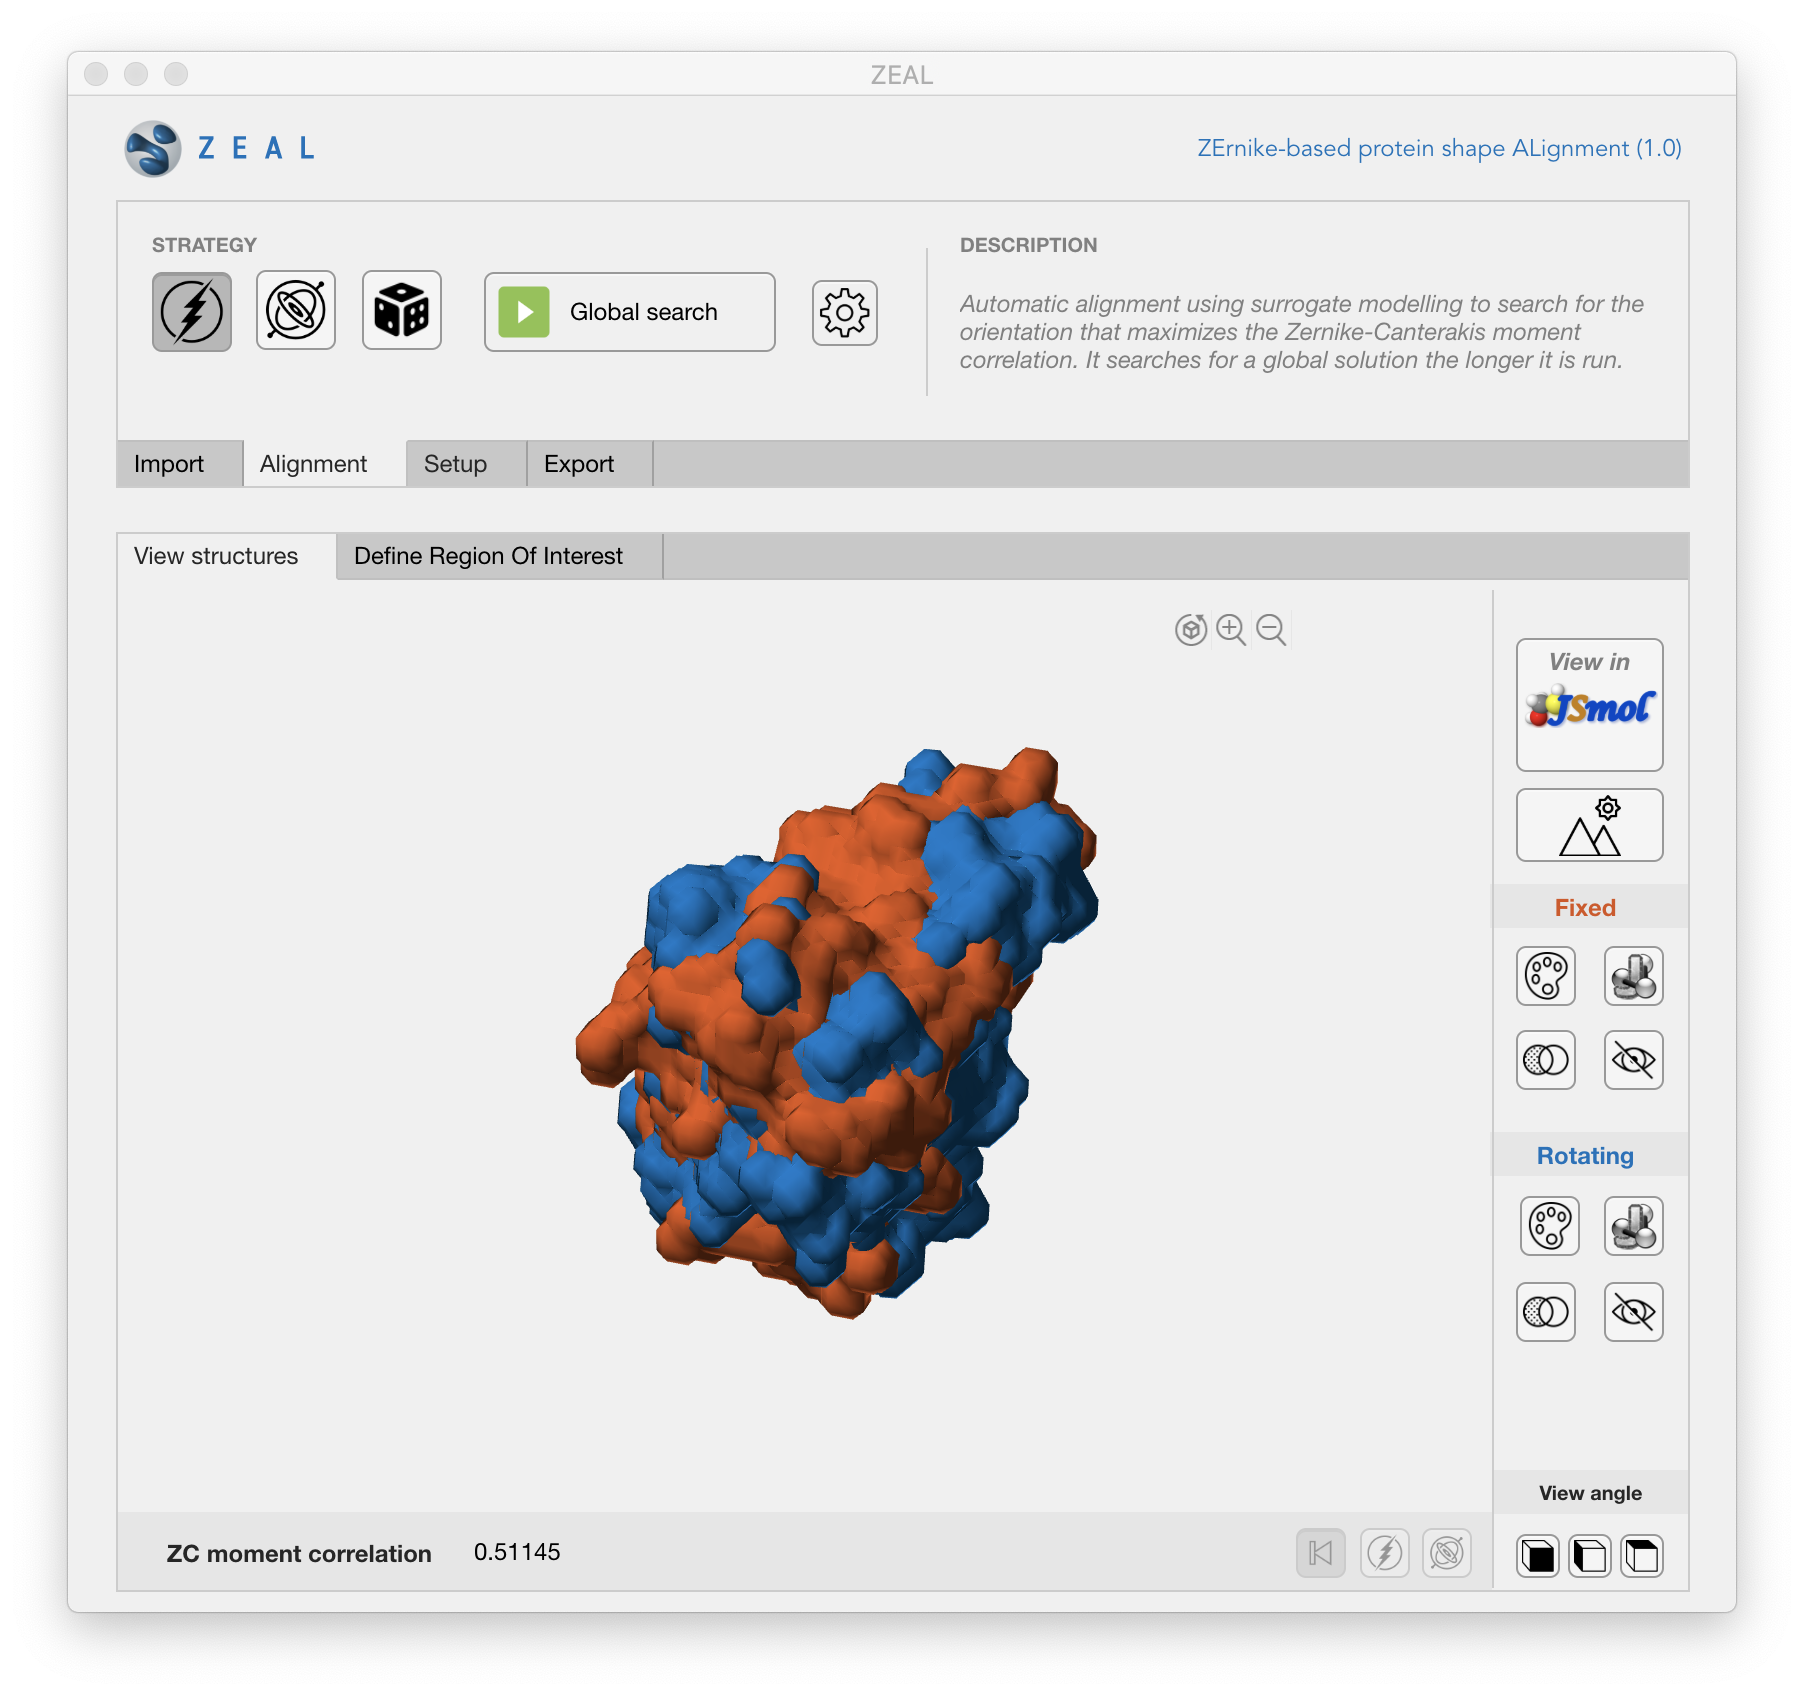 ZEAL
ZEAL
ZErnike-based protein shape ALignment (1.0)
STRATEGY
Global search
DESCRIPTION
Automatic alignment using surrogate modelling to search for the
orientation that maximizes the Zernike-Canterakis moment
correlation. It searches for a global solution the longer it is run.
Import
Alignment
Setup
Export
View structures
Define Region Of Interest
View in
JSmol
Fixed
Rotating
View angle
ZC moment correlation
0.51145